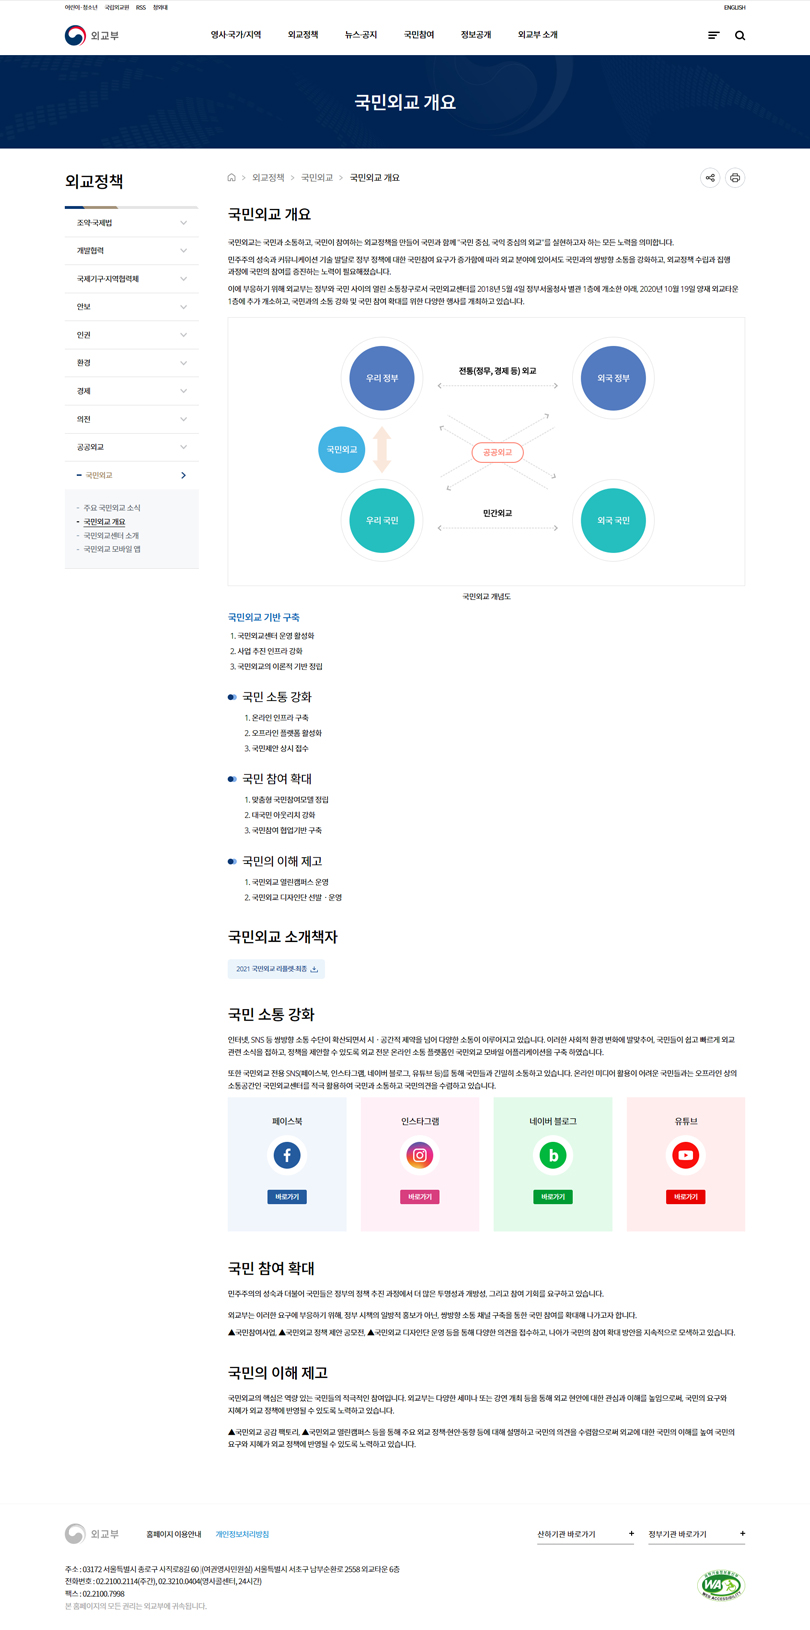 어린이·청소년 국립외교원 RSS 청와대
ENGLISH
외교부
영사·국가/지역 외교정책 뉴스·공지 국민참여 정보공개 외교부 소개
국민외교 개요
외교정책
조약·국제법
개발협력
국제기구·지역협력체
안보
인권
환경
경제
의전
공공외교
국민외교
- 주요 국민외교 소식
- 국민외교 개요
- 국민외교센터 소개
- 국민외교 모바일 앱
외교정책 > 국민외교 > 국민외교 개요
국민외교 개요
국민외교는 국민과 소통하고, 국민이 참여하는 외교정책을 만들어 국민과 함께 "국민 중심, 국익 중심의 외교"를 실현하고자 하는 모든 노력을 의미합니다.
민주주의 성숙과 커뮤니케이션 기술 발달로 정부 정책에 대한 국민참여 요구가 증가함에 따라 외교 분야에 있어서도 국민과의 쌍방향 소통을 강화하고, 외교정책 수립과 집행
과정에 국민의 참여를 증진하는 노력이 필요해졌습니다.
이에 부응하기 위해 외교부는 정부와 국민 사이의 열린 소통창구로서 국민외교센터를 2018년 5월 4일 정부서울청사 별관 1층에 개소한 이래, 2020년 10월 19일 양재 외교타운
1층에 추가 개소하고, 국민과의 소통 강화 및 국민 참여 확대를 위한 다양한 행사를 개최하고 있습니다.
우리 정부
전통(정무, 경제 등) 외교
외국 정부
국민외교
공공외교
우리 국민
민간외교
외국 국민
국민외교 개념도
국민외교 기반 구축
1. 국민외교센터 운영 활성화
2. 사업 추진 인프라 강화
3. 국민외교의 이론적 기반 정립
국민 소통 강화
1. 온라인 인프라 구축
2. 오프라인 플랫폼 활성화
3. 국민제안 상시 접수
국민 참여 확대
1. 맞춤형 국민참여모델 정립
2. 대국민 아웃리치 강화
3. 국민참여 협업기반 구축
국민의 이해 제고
1. 국민외교 열린캠퍼스 운영
2. 국민외교 디자인단 선발ㆍ운영
국민외교 소개책자
2021 국민외교 리플렛-최종
국민 소통 강화
인터넷, SNS 등 쌍방향 소통 수단이 확산되면서 시ㆍ공간적 제약을 넘어 다양한 소통이 이루어지고 있습니다. 이러한 사회적 환경 변화에 발맞추어, 국민들이 쉽고 빠르게 외교
관련 소식을 접하고, 정책을 제안할 수 있도록 외교 전문 온라인 소통 플랫폼인 국민외교 모바일 어플리케이션을 구축 하였습니다.
또한 국민외교 전용 SNS(페이스북, 인스타그램, 네이버 블로그, 유튜브 등)를 통해 국민들과 긴밀히 소통하고 있습니다. 온라인 미디어 활용이 어려운 국민들과는 오프라인 상의
소통공간인 국민외교센터를 적극 활용하여 국민과 소통하고 국민의견을 수렴하고 있습니다.
페이스북 인스타그램 네이버 블로그 유튜브
바로가기 바로가기 바로가기 바로가기
국민 참여 확대
민주주의의 성숙과 더불어 국민들은 정부의 정책 추진 과정에서 더 많은 투명성과 개방성, 그리고 참여 기회를 요구하고 있습니다.
외교부는 이러한 요구에 부응하기 위해, 정부 시책의 일방적 홍보가 아닌, 쌍방향 소통 채널 구축을 통한 국민 참여를 확대해 나가고자 합니다.
▲국민참여사업, ▲국민외교 정책 제안 공모전, ▲국민외교 디자인단 운영 등을 통해 다양한 의견을 접수하고, 나아가 국민의 참여 확대 방안을 지속적으로 모색하고 있습니다.
국민의 이해 제고
국민외교의 핵심은 역량 있는 국민들의 적극적인 참여입니다. 외교부는 다양한 세미나 또는 강연 개최 등을 통해 외교 현안에 대한 관심과 이해를 높임으로써, 국민의 요구와
지혜가 외교 정책에 반영될 수 있도록 노력하고 있습니다.
▲국민외교 공감 팩토리, ▲국민외교 열린캠퍼스 등을 통해 주요 외교 정책·현안·동향 등에 대해 설명하고 국민의 의견을 수렴함으로써 외교에 대한 국민의 이해를 높여 국민의
요구와 지혜가 외교 정책에 반영될 수 있도록 노력하고 있습니다.
외교부
홈페이지 이용안내 개인정보처리방침
산하기관 바로가기 + 정부기관 바로가기 +
주소 : 03172 서울특별시 종로구 사직로8길 60 |(여권영사민원실) 서울특별시 서초구 남부순환로 2558 외교타운 6층
전화번호 : 02.2100.2114(주간), 02.3210.0404(영사콜센터, 24시간)
팩스 : 02.2100.7998
본 홈페이지의 모든 권리는 외교부에 귀속됩니다.
WA
WEB ACCESSIBILITY